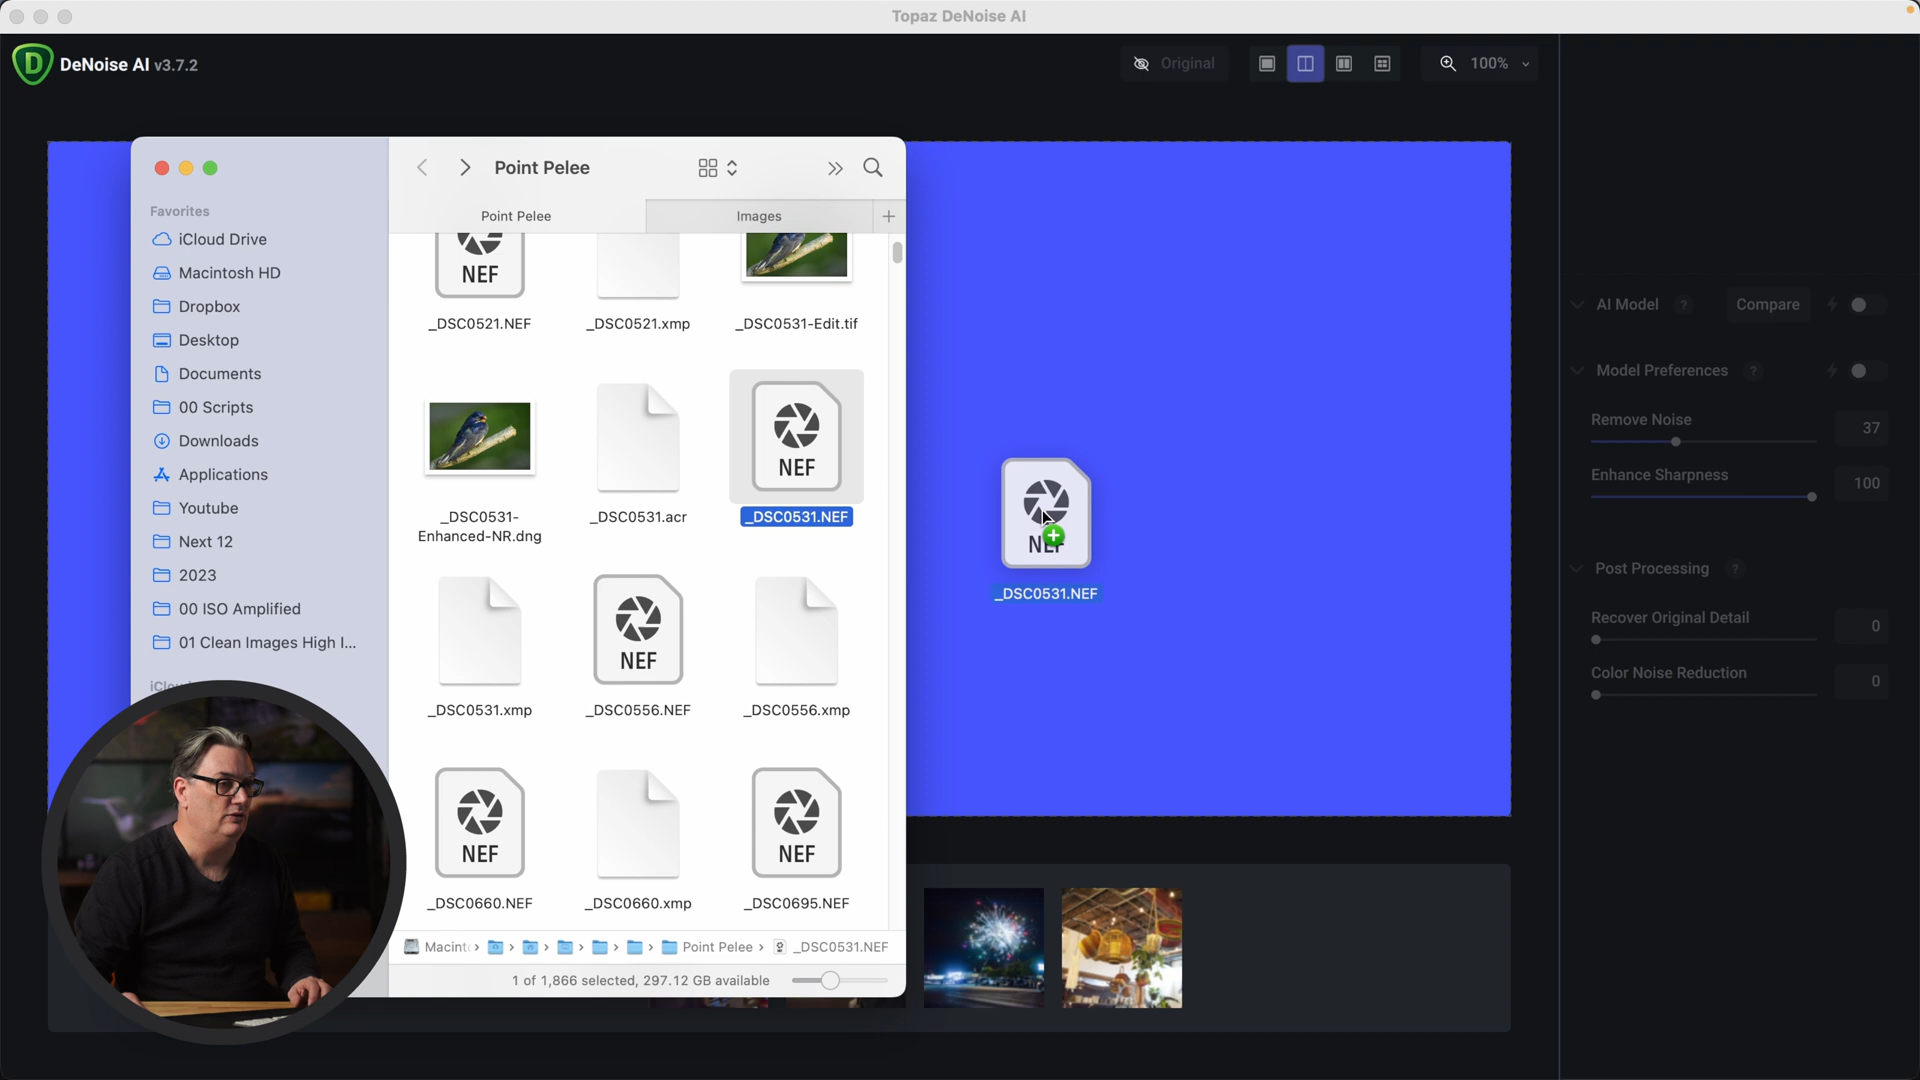 Topaz DeNoise AI
DeNoise AI v3.7.2
Original
100%
Point Pelee
Point Pelee
Images
Favorites
iCloud Drive
Macintosh HD
Dropbox
Desktop
Documents
00 Scripts
Downloads
Applications
Youtube
Next 12
2023
00 ISO Amplified
01 Clean Images High I...
NEF
_DSC0521.NEF
_DSC0521.xmp
_DSC0531-Edit.tif
NEF
_DSC0531-
Enhanced-NR.dng
_DSC0531.acr
_DSC0531.NEF
NEF
_DSC0531.xmp
_DSC0556.NEF
_DSC0556.xmp
NEF
NEF
_DSC0660.NEF
_DSC0660.xmp
_DSC0695.NEF
Point Pelee
_DSC0531.NEF
1 of 1,866 selected, 297.12 GB available
NEF
_DSC0531.NEF
AI Model
?
Compare
Model Preferences
?
Remove Noise
37
Enhance Sharpness
100
Post Processing
?
Recover Original Detail
0
Color Noise Reduction
0